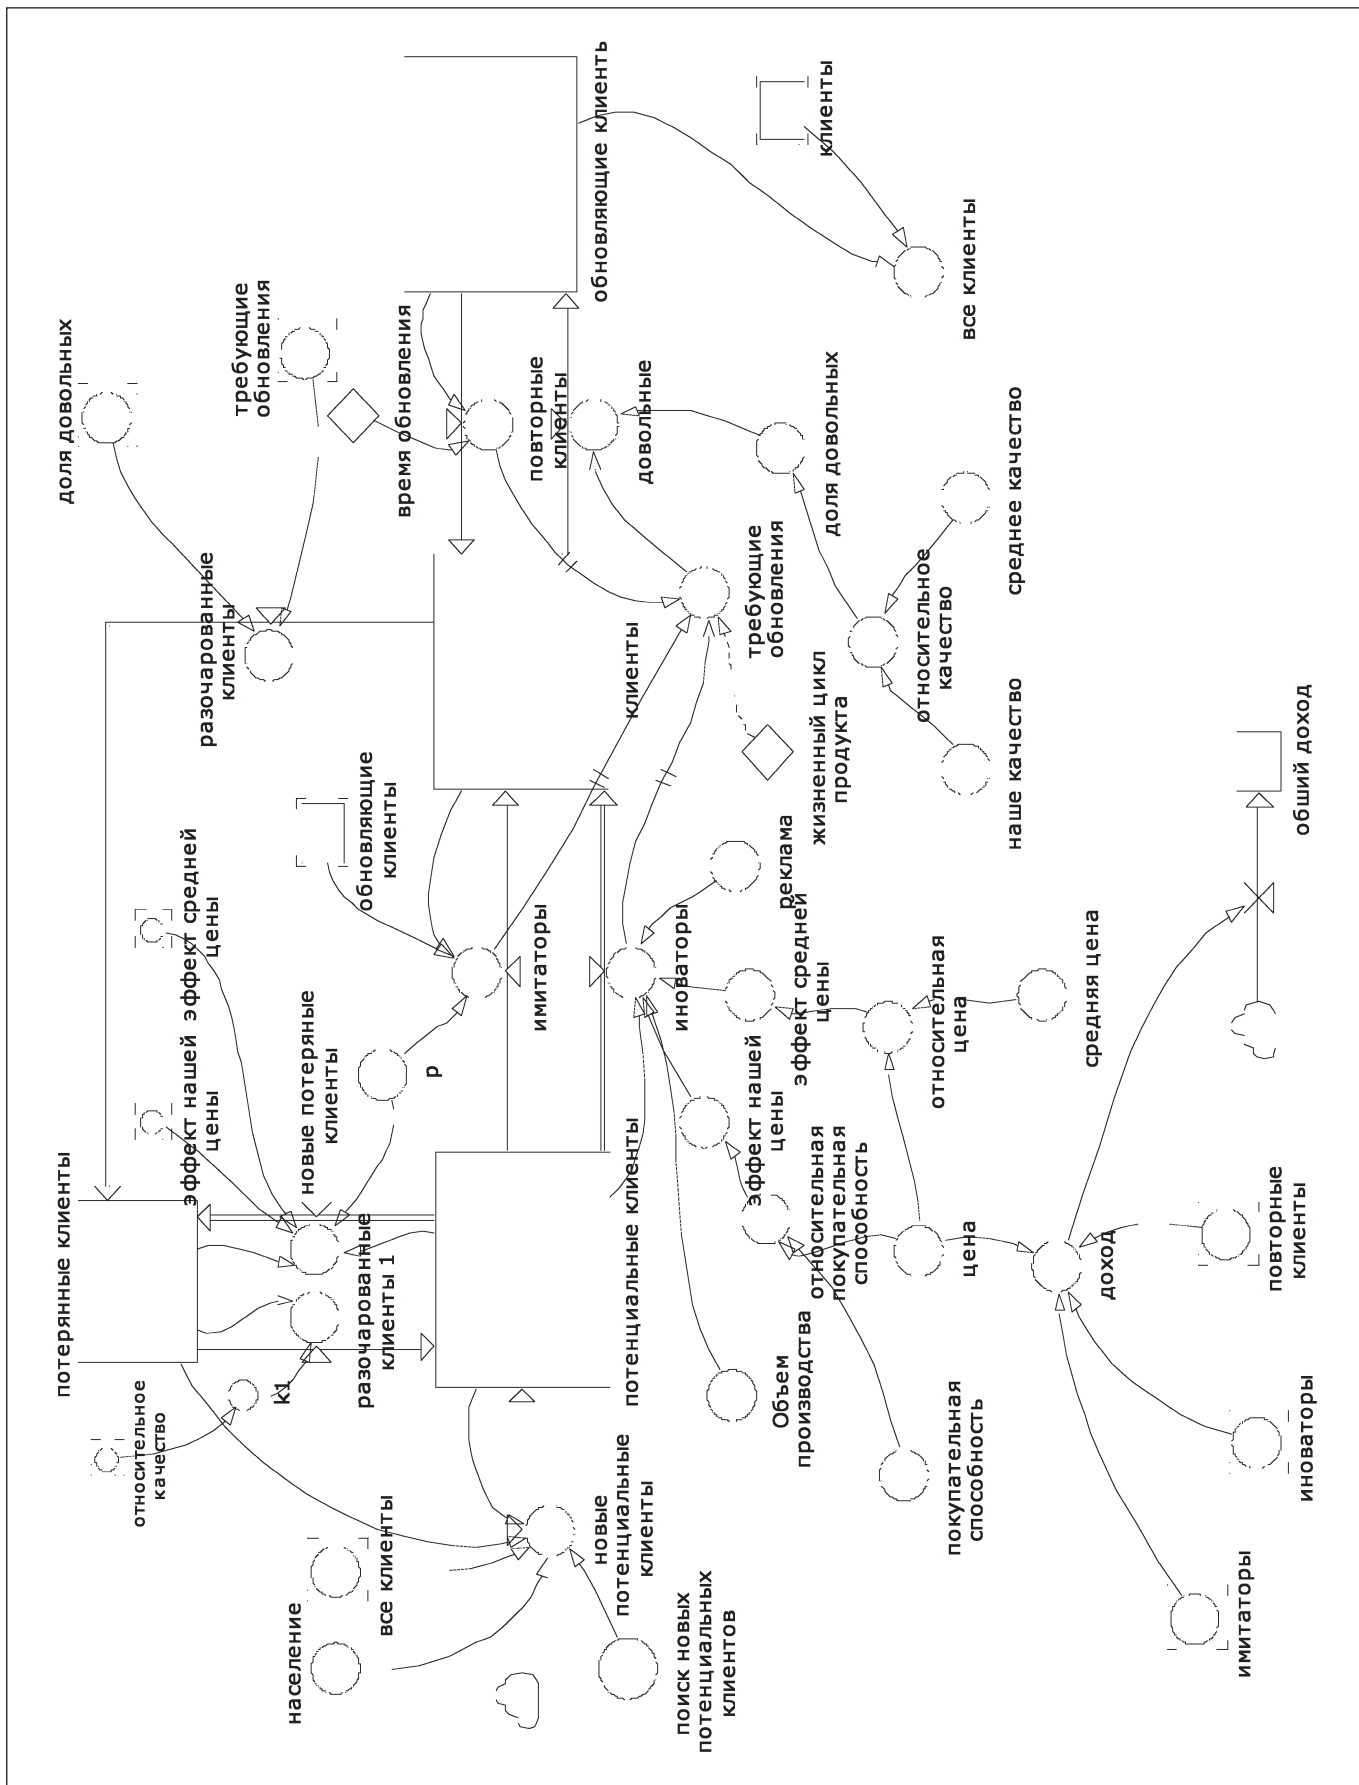 потерянные клиенты
относительное
качество
k1
разочарованные
клиенты 1
новые потеряные
клиенты
эффект нашей
цены
эффект средней
цены
разочарованные
клиенты
доля довольных
требующие
обновления
население
все клиенты
новые
потенциальные
клиенты
поиск новых
потенциальных
клиентов
потенциальные клиенты
р
имитаторы
обновляющие
клиенты
клиенты
время обновления
повторные
клиенты
обновляющие клиенть
довольные
требующие
обновления
жизненный цикл
продукта
иноваторы
реклама
эффект средней
цены
эффект нашей
цены
относительная
покупательная
способность
Объем
производства
покупательная
способность
цена
относительная
цена
средняя цена
доля довольных
относительное
качество
наше качество
среднее качество
клиенты
все клиенты
доход
имитаторы
иноваторы
повторные
клиенты
обший доход